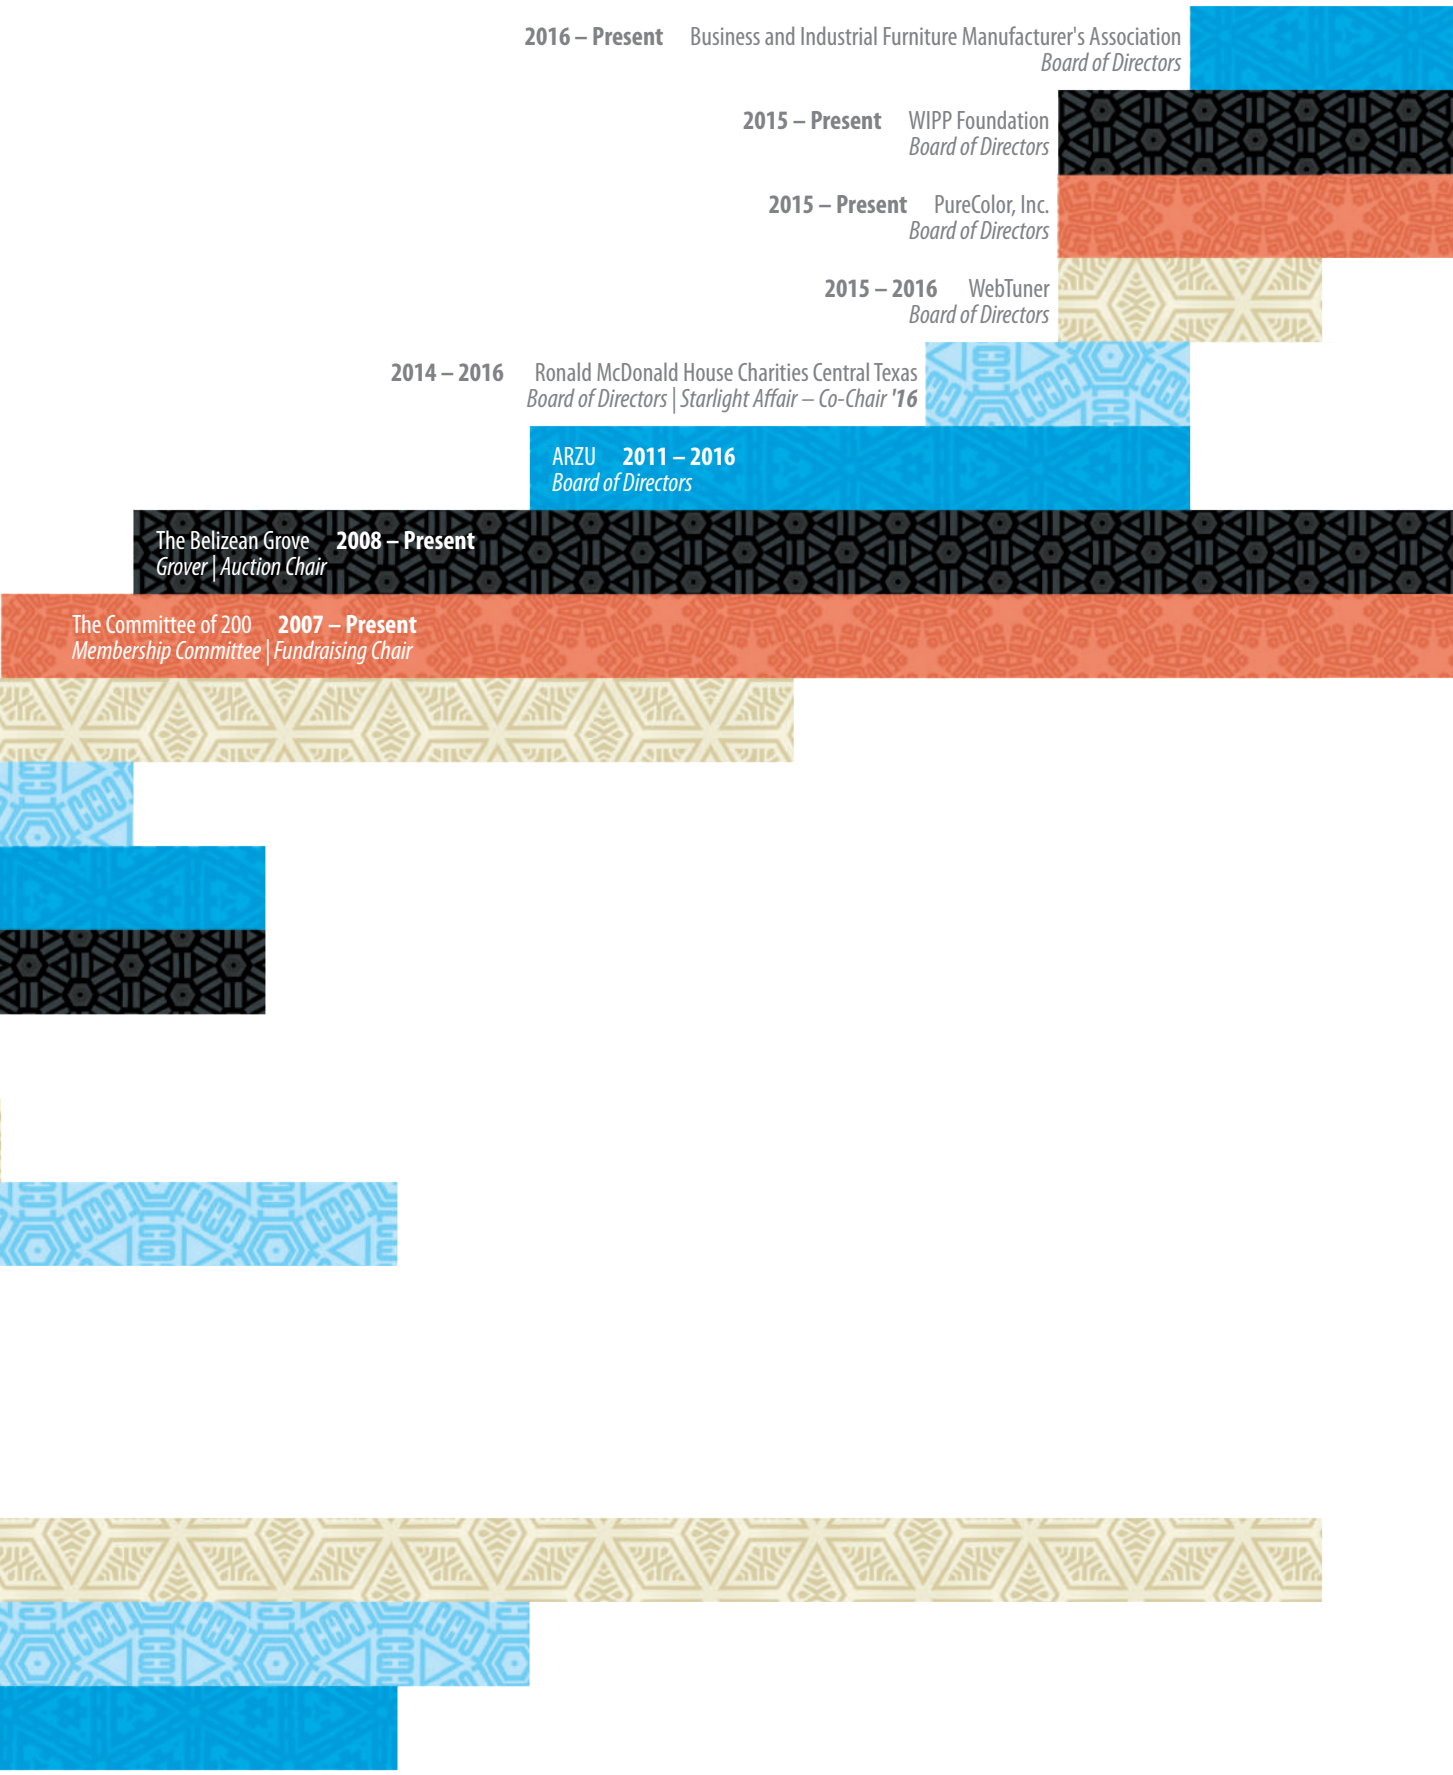 2016 – Present Business and Industrial Furniture Manufacturer's Association
Board of Directors
2015 – Present WIPP Foundation
Board of Directors
2015 – Present PureColor, Inc.
Board of Directors
2015 – 2016 WebTuner
Board of Directors
2014 – 2016 Ronald McDonald House Charities Central Texas
Board of Directors | Starlight Affair – Co-Chair '16
ARZU 2011 – 2016
Board of Directors
The Belizean Grove 2008 – Present
Grover | Auction Chair
The Committee of 200 2007 – Present
Membership Committee | Fundraising Chair